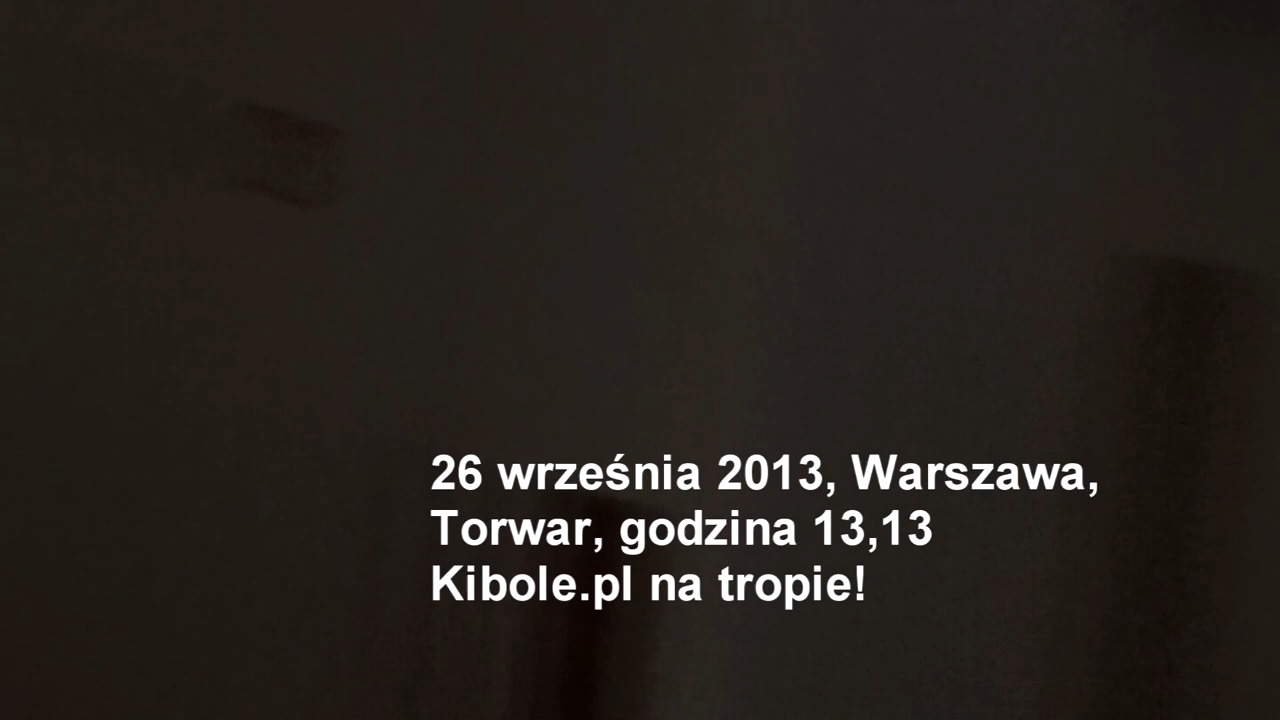 26 września 2013, Warszawa,
Torwar, godzina 13,13
Kibole.pl na tropie!